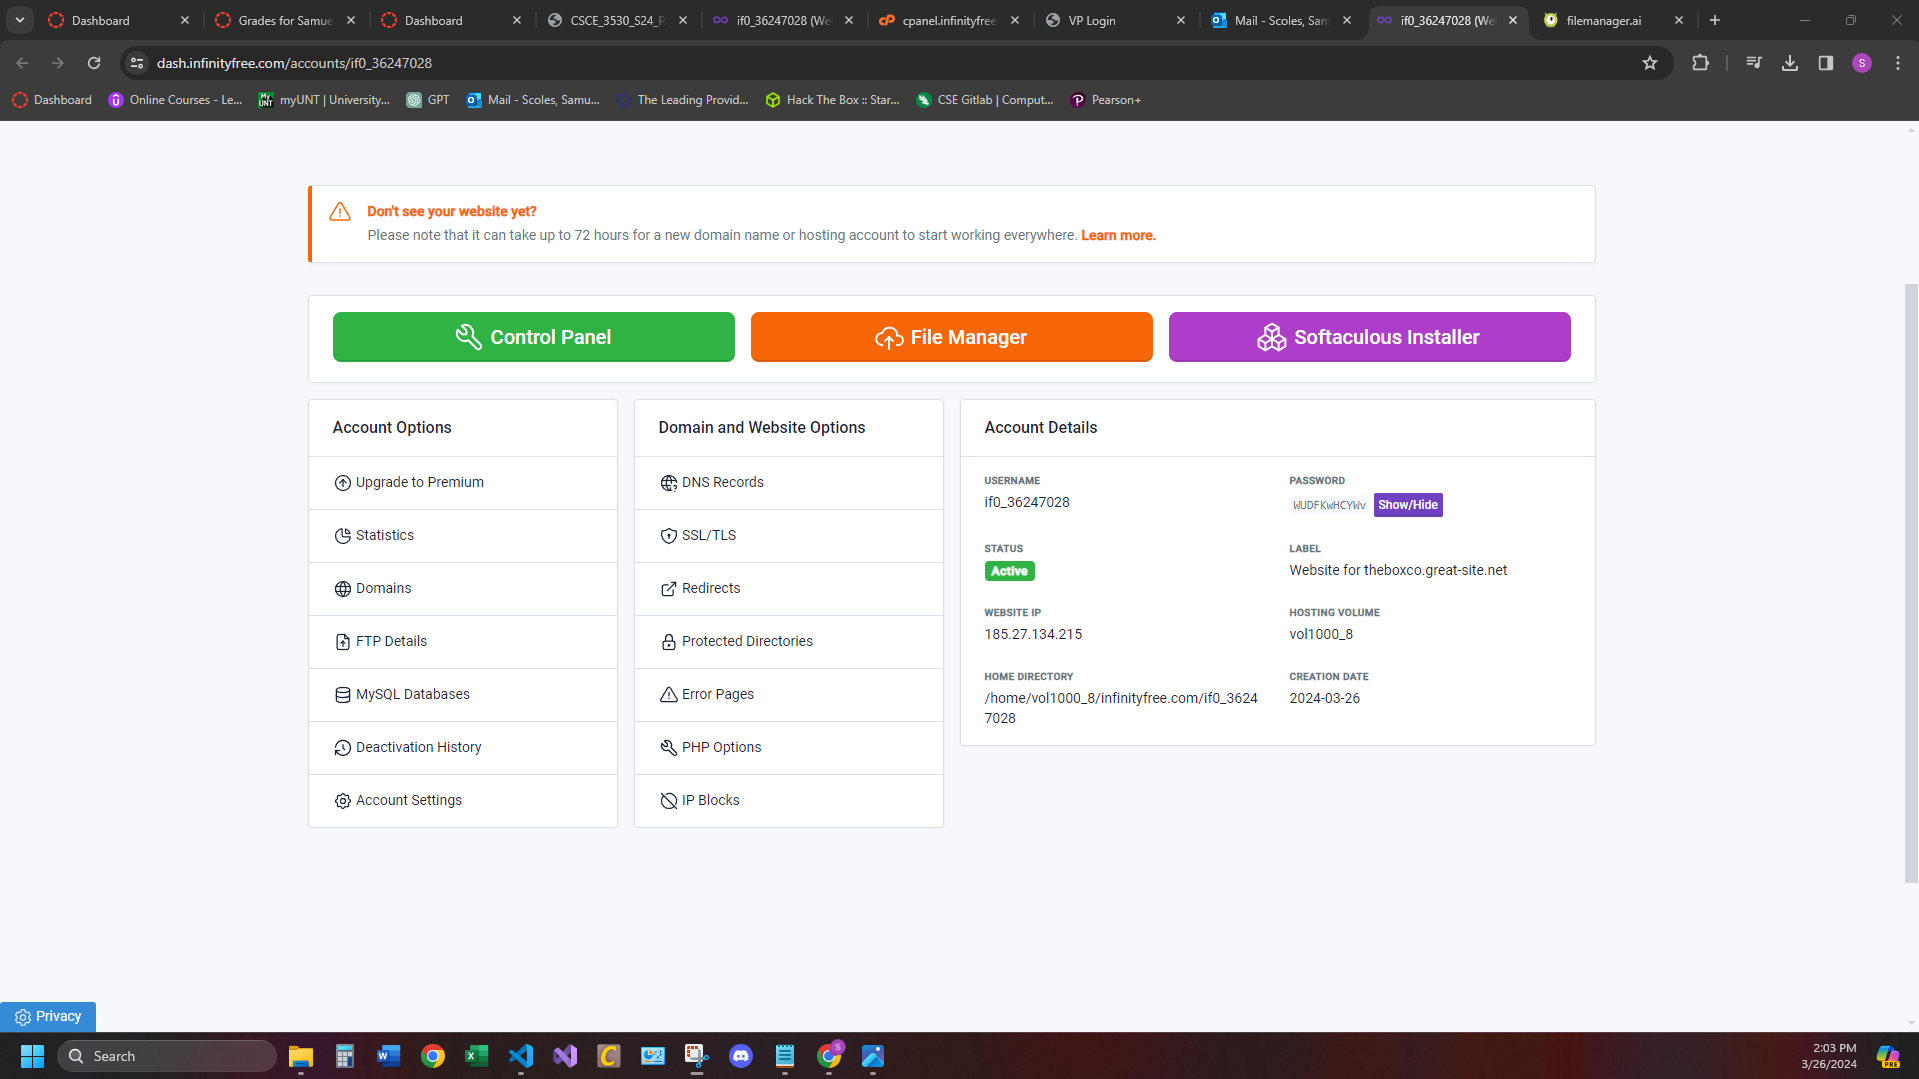 Dashboard
Grades for Samue
Dashboard
CSCE_3530_S24_P
if0_36247028 (We
cpanel.infinityfree
VP Login
Mail - Scoles, Sam
if0_36247028 (We
filemanager.ai
dash.infinityfree.com/accounts/if0_36247028
S
Dashboard
Online Courses - Le...
My UNT
myUNT | University...
GPT
Mail - Scoles, Samu...
The Leading Provid...
Hack The Box :: Star...
CSE Gitlab | Comput...
Pearson+
Don't see your website yet?
Please note that it can take up to 72 hours for a new domain name or hosting account to start working everywhere. Learn more.
Control Panel
File Manager
Softaculous Installer
Account Options
Upgrade to Premium
Statistics
Domains
FTP Details
MySQL Databases
Deactivation History
Account Settings
Domain and Website Options
DNS Records
SSL/TLS
Redirects
Protected Directories
Error Pages
PHP Options
IP Blocks
Account Details
USERNAME
if0_36247028
PASSWORD
WUDFKwHCYWv Show/Hide
STATUS
Active
LABEL
Website for theboxco.great-site.net
WEBSITE IP
185.27.134.215
HOSTING VOLUME
vol1000_8
HOME DIRECTORY
/home/vol1000_8/infinityfree.com/if0_3624
7028
CREATION DATE
2024-03-26
Privacy
Search
2:03 PM
3/26/2024
PRE